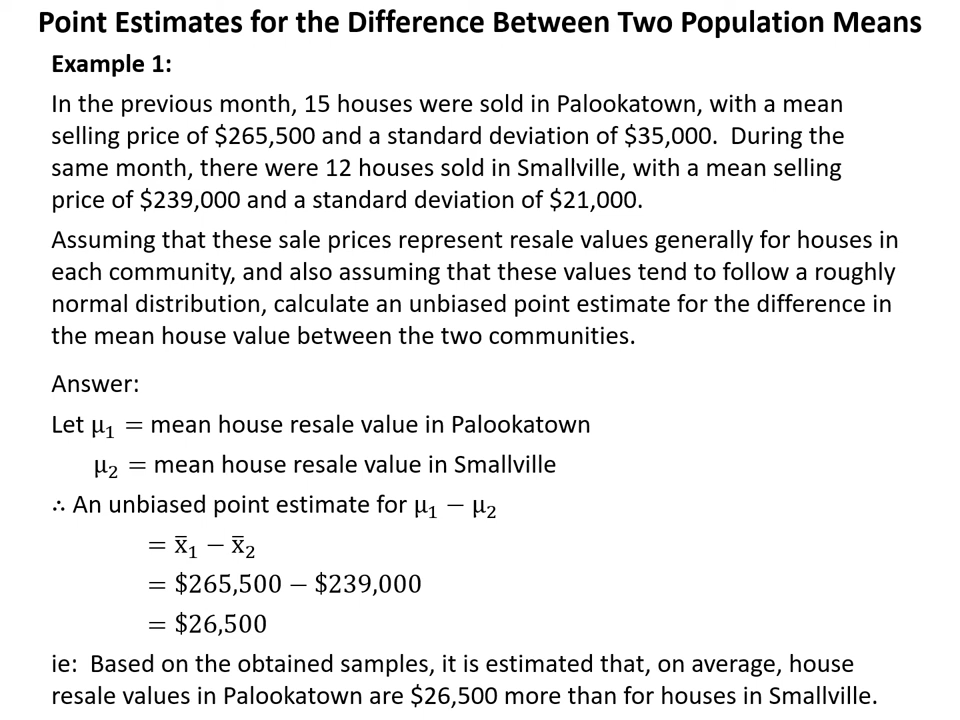 Point Estimates for the Difference Between Two Population Means
Example 1:
In the previous month, 15 houses were sold in Palookatown, with a mean
selling price of $265,500 and a standard deviation of $35,000.  During the
same month, there were 12 houses sold in Smallville, with a mean selling
price of $239,000 and a standard deviation of $21,000.
Assuming that these sale prices represent resale values generally for houses in
each community, and also assuming that these values tend to follow a roughly
normal distribution, calculate an unbiased point estimate for the difference in
the mean house value between the two communities.
Answer:
Let μ₁ = mean house resale value in Palookatown
μ₂ = mean house resale value in Smallville
∴ An unbiased point estimate for μ₁ − μ₂
= x̅₁ − x̅₂
= $265,500 − $239,000
= $26,500
ie:  Based on the obtained samples, it is estimated that, on average, house
resale values in Palookatown are $26,500 more than for houses in Smallville.